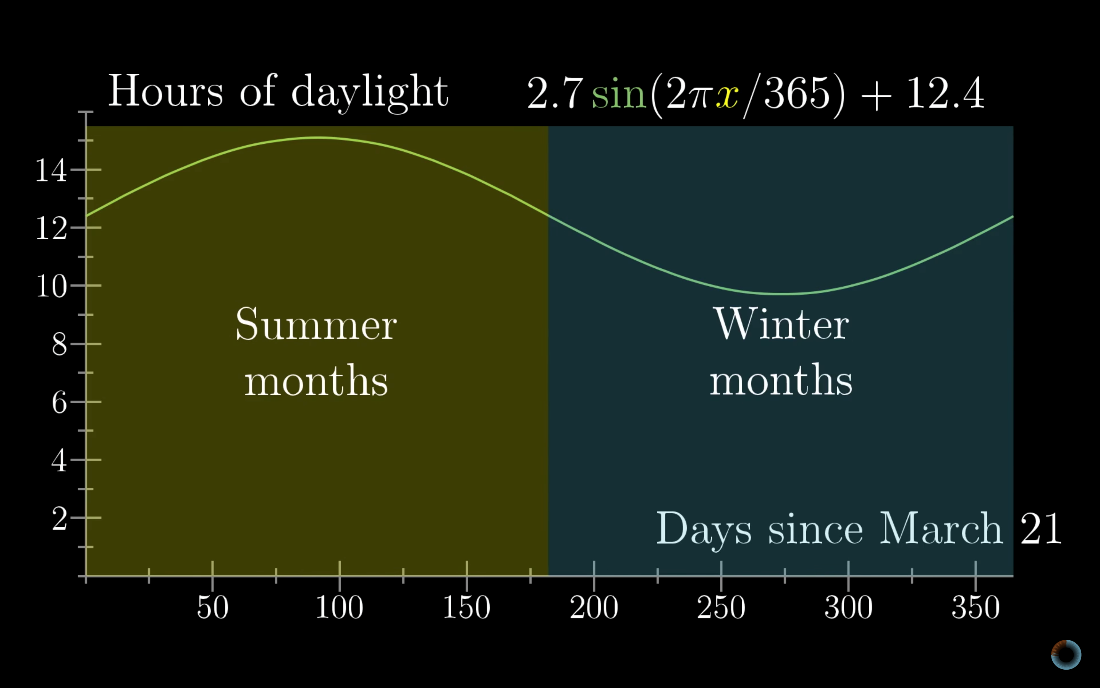 Hours of daylight
2.7 sin(2πx/365) + 12.4
14
12
10
8
6
4
2
Summer
months
Winter
months
Days since March 21
50 100 150 200 250 300 350